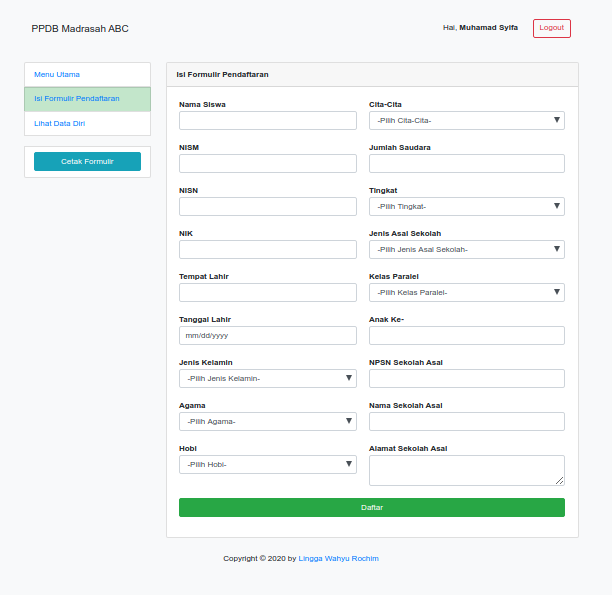 PPDB Madrasah ABC
Hai, Muhamad Syifa
Logout
Menu Utama
Isi Formulir Pendaftaran
Lihat Data Diri
Cetak Formulir
Isi Formulir Pendaftaran
Nama Siswa
Cita-Cita
-Pilih Cita-Cita-
NISM
Jumlah Saudara
NISN
Tingkat
-Pilih Tingkat-
NIK
Jenis Asal Sekolah
-Pilih Jenis Asal Sekolah-
Tempat Lahir
Kelas Paralel
-Pilih Kelas Paralel-
Tanggal Lahir
Anak Ke-
mm/dd/yyyy
Jenis Kelamin
NPSN Sekolah Asal
-Pilih Jenis Kelamin-
Agama
Nama Sekolah Asal
-Pilih Agama-
Hobi
Alamat Sekolah Asal
-Pilih Hobi-
Daftar
Copyright © 2020 by Lingga Wahyu Rochim